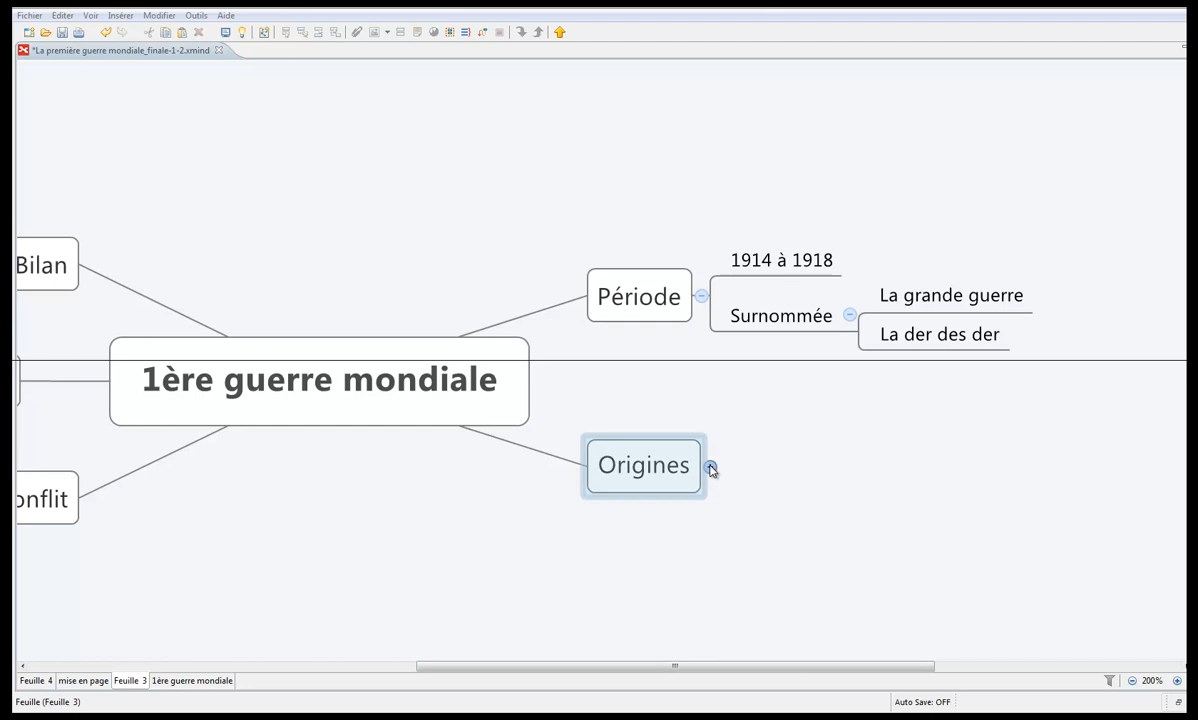 Fichier Editer Voir Insérer Modifier Outils Aide
*La première guerre mondiale_finale-1-2.xmind
Bilan
1ère guerre mondiale
onflit
Période
1914 à 1918
Surnommée
La grande guerre
La der des der
Origines
Feuille 4 mise en page Feuille 3 1ère guerre mondiale
200%
Feuille (Feuille 3)
Auto Save: OFF